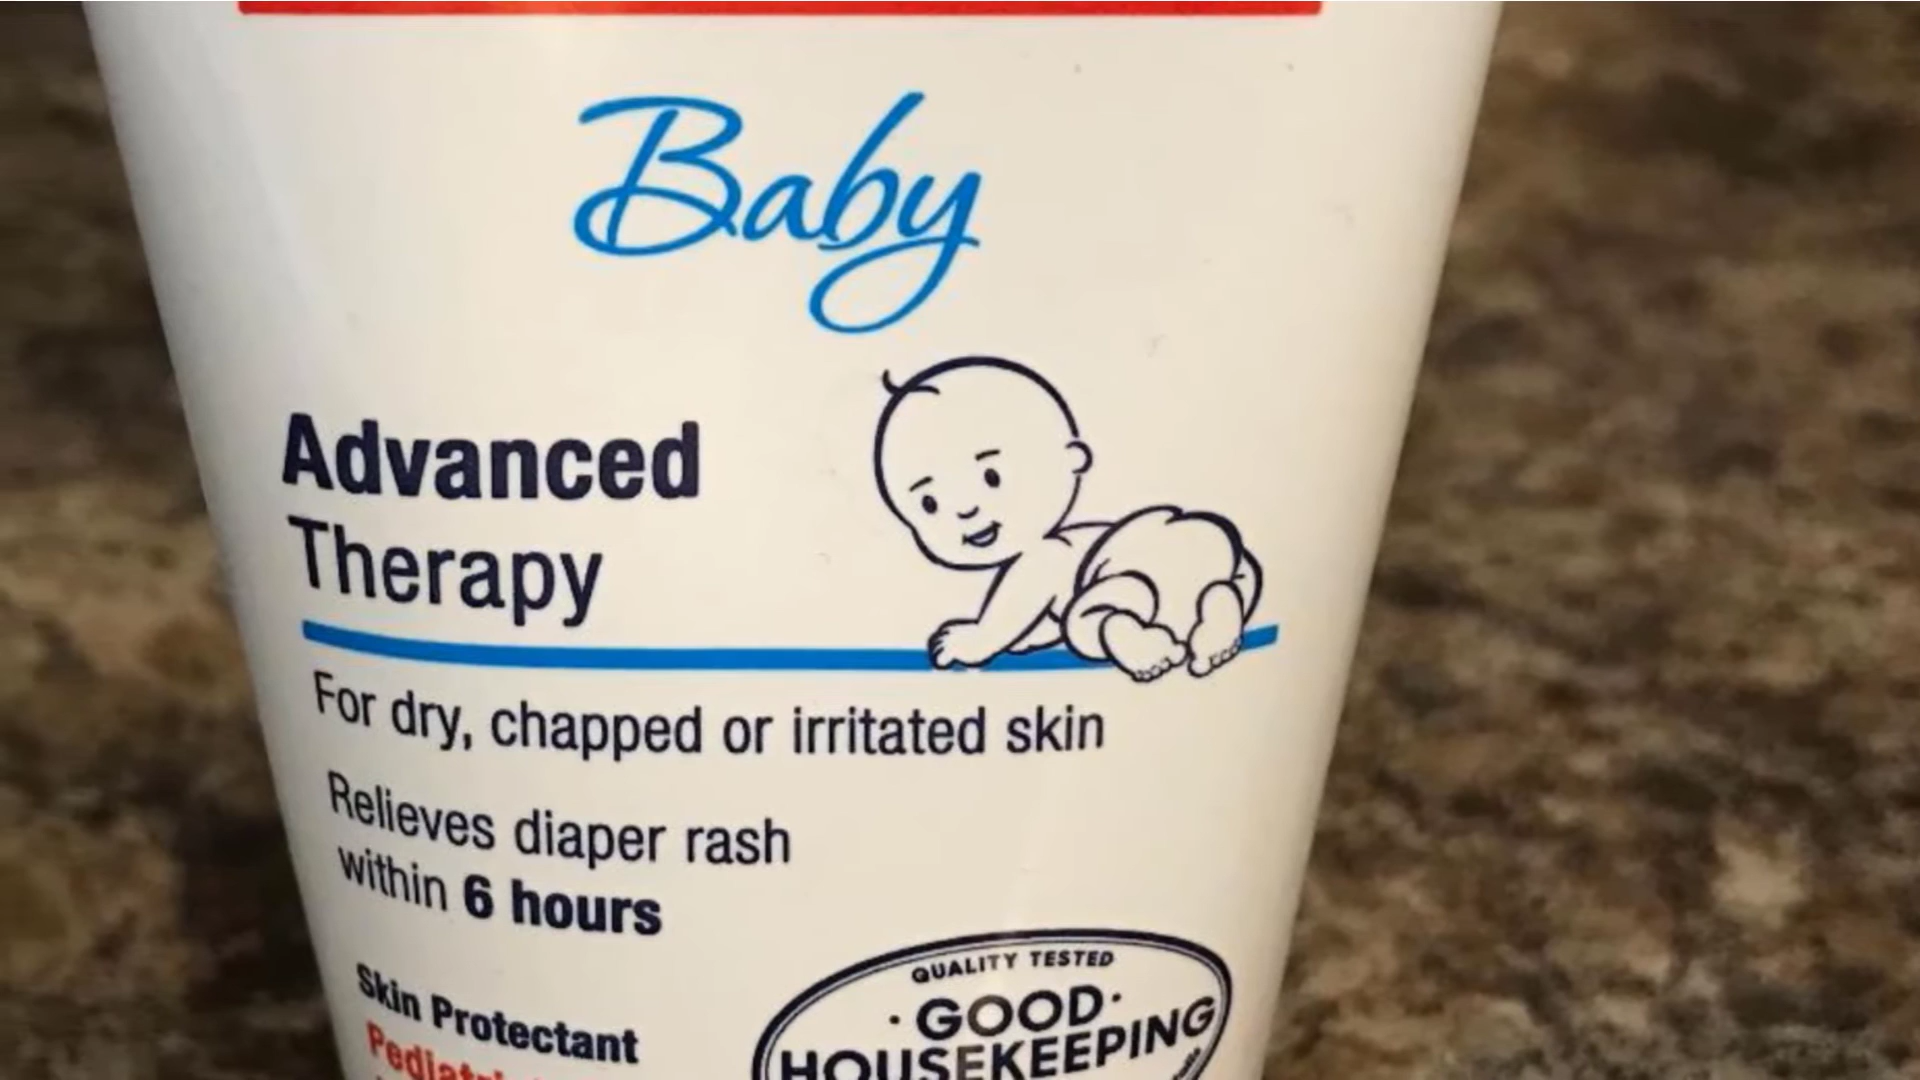 Baby
Advanced
Therapy
For dry, chapped or irritated skin
Relieves diaper rash
within 6 hours
Skin Protectant
QUALITY TESTED
· GOOD ·
HOUSEKEEPING